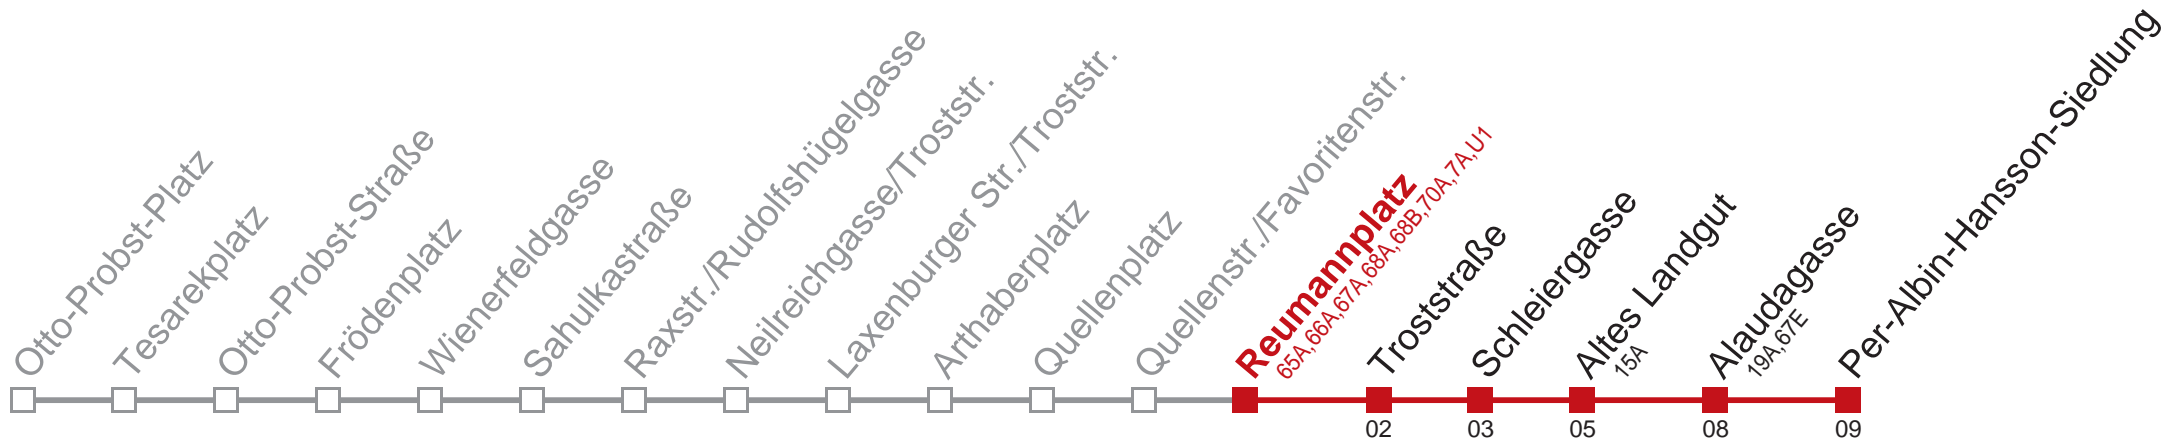 Otto-Probst-Platz
Tesarekplatz
Otto-Probst-Straße
Frödenplatz
Wienerfeldgasse
Sahulkastraße
Raxstr./Rudolfshügelgasse
Neilreichgasse/Troststr.
Laxenburger Str./Troststr.
Arthaberplatz
Quellenplatz
Quellenstr./Favoritenstr.
Reumannplatz
65A,66A,67A,68A,68B,70A,7A,U1
Troststraße
Schleiergasse
Altes Landgut
15A
Alaudagasse
19A,67E
Per-Albin-Hansson-Siedlung
02 03 05 08 09